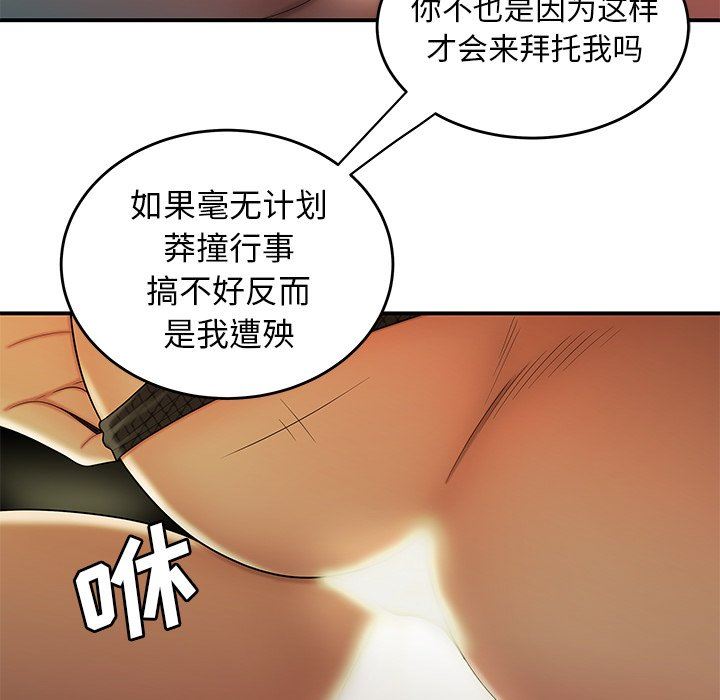 你不也是因为这样
才会来拜托我吗
如果毫无计划
莽撞行事
搞不好反而
是我遭殃
咻